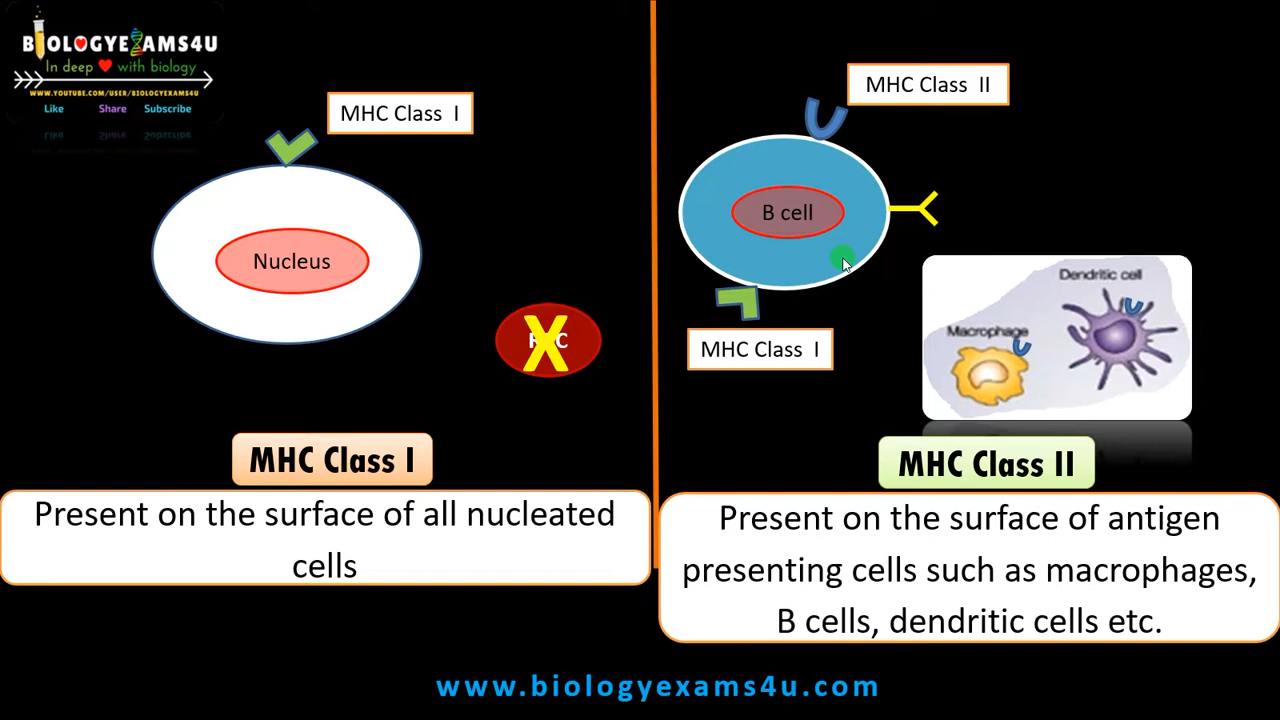 BIOLOGYEXAMS4U
In deep with biology
WWW.YOUTUBE.COM/USER/BIOLOGYEXAMS4U
Like Share Subscribe
MHC Class I
Nucleus
MHC Class I
Present on the surface of all nucleated
cells
MHC Class II
B cell
MHC Class I
Dendritic cell
Macrophage
MHC Class II
Present on the surface of antigen
presenting cells such as macrophages,
B cells, dendritic cells etc.
www.biologyexams4u.com